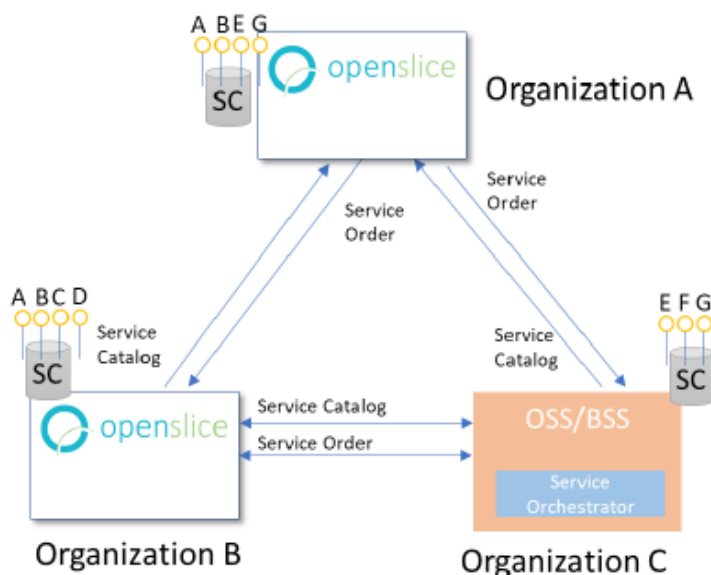 A B E G
SC
openslice
Organization A
Service
Order
Service
Order
A B C D
SC
Service
Catalog
openslice
Organization B
Service Catalog
Service Order
Service
Catalog
E F G
SC
OSS/BSS
Service
Orchestrator
Organization C